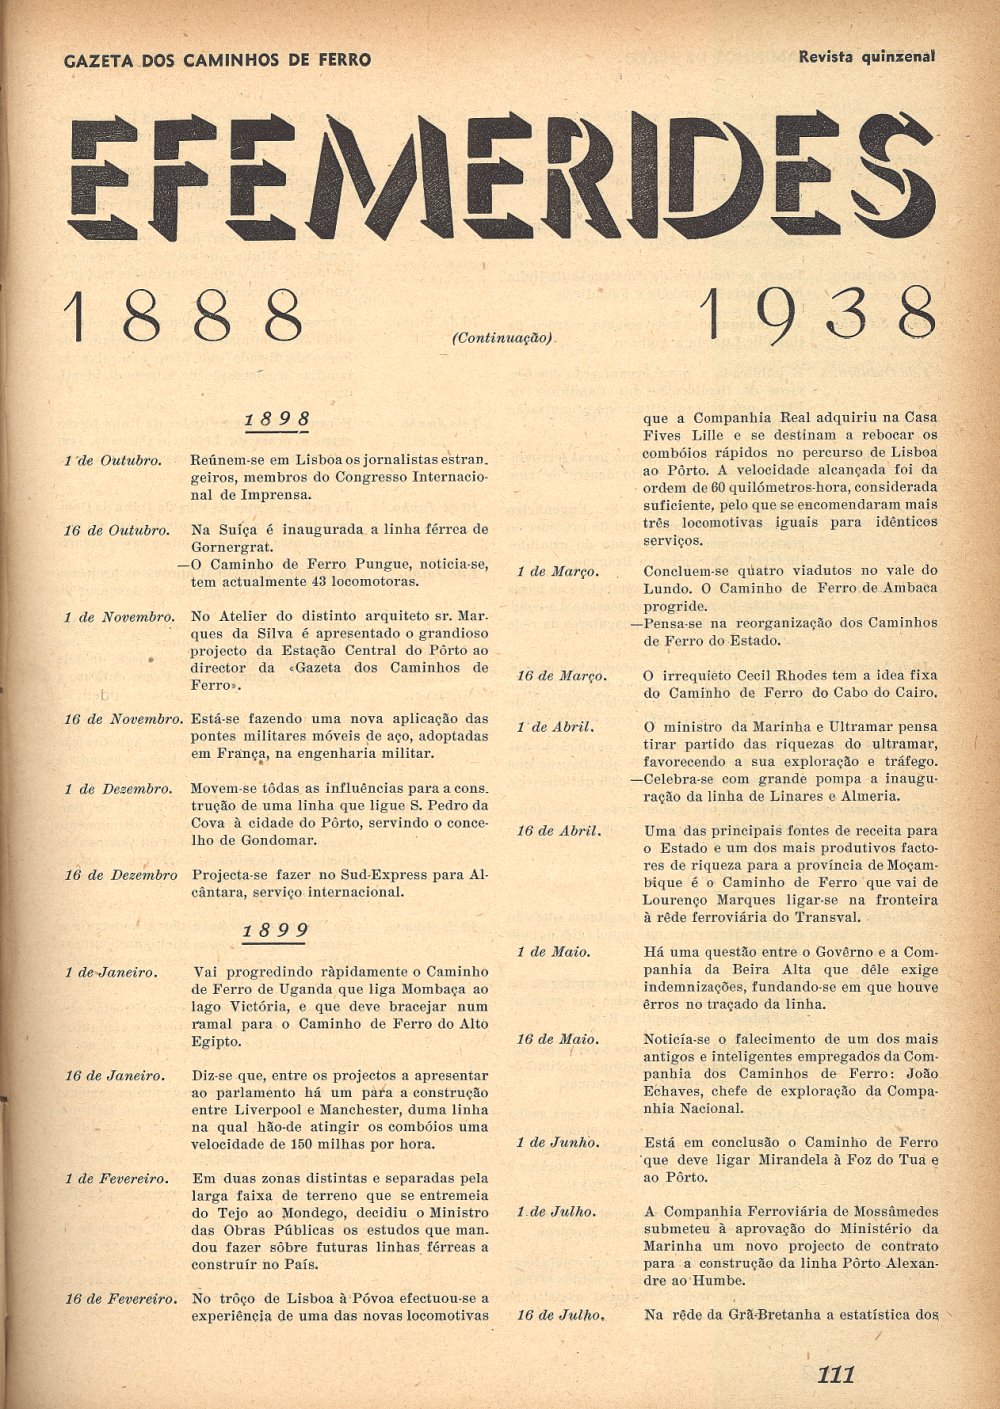 GAZETA DOS CAMINHOS DE FERRO
Revista quinzenal
EFEMERIDES
1888
(Continuação).
1938
1898
1 de Outubro. Reúnem-se em Lisboa os jornalistas estran-
geiros, membros do Congresso Internacio-
nal de Imprensa.
16 de Outubro. Na Suíça é inaugurada a linha férrea de
Gornergrat.
—O Caminho de Ferro Pungue, noticia-se,
tem actualmente 43 locomotoras.
1 de Novembro. No Atelier do distinto arquiteto sr. Mar-
ques da Silva é apresentado o grandioso
projecto da Estação Central do Pôrto ao
director da «Gazeta dos Caminhos de
Ferro».
16 de Novembro. Está-se fazendo uma nova aplicação das
pontes militares móveis de aço, adoptadas
em França, na engenharia militar.
1 de Dezembro. Movem-se tôdas as influências para a cons-
trução de uma linha que ligue S. Pedro da
Cova à cidade do Pôrto, servindo o conce-
lho de Gondomar.
16 de Dezembro Projecta-se fazer no Sud-Express para Al-
cântara, serviço internacional.
1899
1 de Janeiro. Vai progredindo ràpidamente o Caminho
de Ferro de Uganda que liga Mombaça ao
lago Victória, e que deve bracejar num
ramal para o Caminho de Ferro do Alto
Egipto.
16 de Janeiro. Diz-se que, entre os projectos a apresentar
ao parlamento há um para a construção
entre Liverpool e Manchester, duma linha
na qual hão-de atingir os combóios uma
velocidade de 150 milhas por hora.
1 de Fevereiro. Em duas zonas distintas e separadas pela
larga faixa de terreno que se entremeia
do Tejo ao Mondego, decidiu o Ministro
das Obras Públicas os estudos que man-
dou fazer sôbre futuras linhas férreas a
construír no País.
16 de Fevereiro. No trôço de Lisboa à Póvoa efectuou-se a
experiência de uma das novas locomotivas
que a Companhia Real adquiriu na Casa
Fives Lille e se destinam a rebocar os
combóios rápidos no percurso de Lisboa
ao Pôrto. A velocidade alcançada foi da
ordem de 60 quilómetros-hora, considerada
suficiente, pelo que se encomendaram mais
três locomotivas iguais para idênticos
serviços.
1 de Março. Concluem-se quatro viadutos no vale do
Lundo. O Caminho de Ferro de Ambaca
progride.
—Pensa-se na reorganização dos Caminhos
de Ferro do Estado.
16 de Março. O irrequieto Cecil Rhodes tem a idea fixa
do Caminho de Ferro do Cabo do Cairo.
1 de Abril. O ministro da Marinha e Ultramar pensa
tirar partido das riquezas do ultramar,
favorecendo a sua exploração e tráfego.
—Celebra-se com grande pompa a inaugu-
ração da linha de Linares e Almeria.
16 de Abril. Uma das principais fontes de receita para
o Estado e um dos mais produtivos facto-
res de riqueza para a província de Moçam-
bique é o Caminho de Ferro que vai de
Lourenço Marques ligar-se na fronteira
à rêde ferroviária do Transval.
1 de Maio. Há uma questão entre o Govêrno e a Com-
panhia da Beira Alta que dêle exige
indemnizações, fundando-se em que houve
êrros no traçado da linha.
16 de Maio. Noticía-se o falecimento de um dos mais
antigos e inteligentes empregados da Com-
panhia dos Caminhos de Ferro: João
Echaves, chefe de exploração da Compa-
nhia Nacional.
1 de Junho. Está em conclusão o Caminho de Ferro
que deve ligar Mirandela à Foz do Tua e
ao Pôrto.
1 de Julho. A Companhia Ferroviária de Mossâmedes
submeteu à aprovação do Ministério da
Marinha um novo projecto de contrato
para a construção da linha Pôrto Alexan-
dre ao Humbe.
16 de Julho. Na rêde da Grã-Bretanha a estatística dos
111